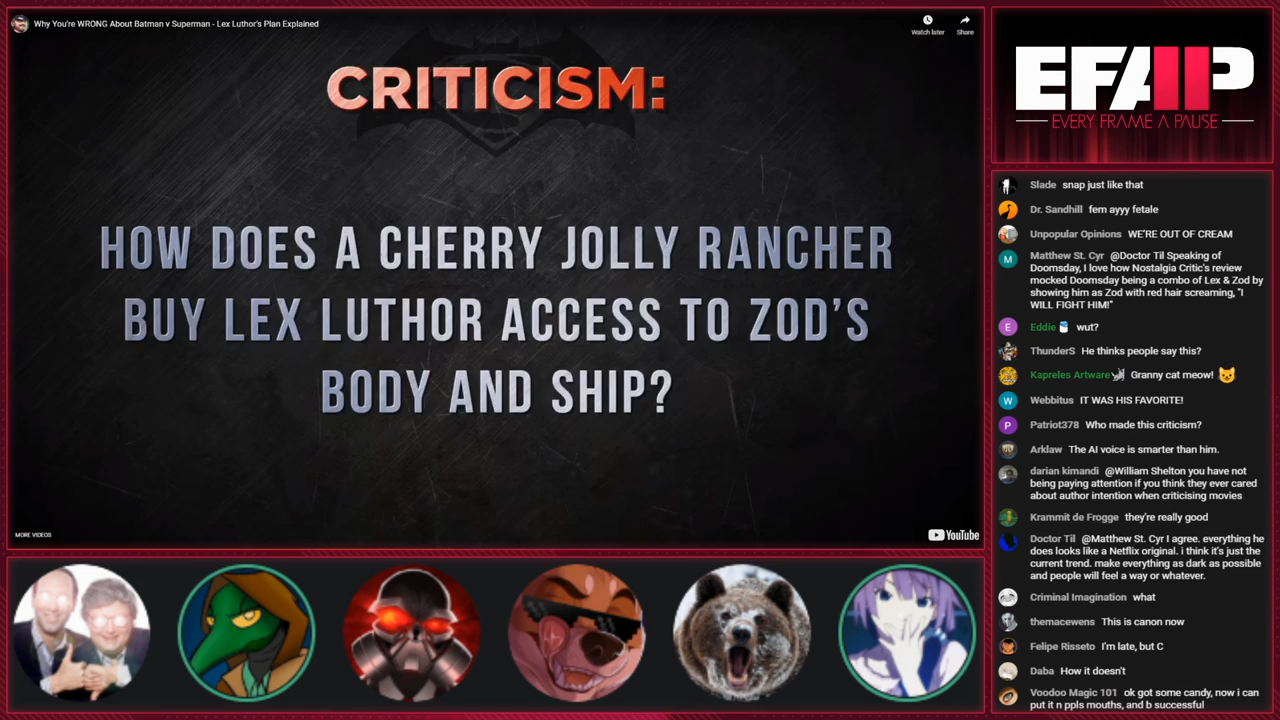 Why You're WRONG About Batman v Superman - Lex Luthor's Plan Explained
Watch later
Share
CRITICISM:
HOW DOES A CHERRY JOLLY RANCHER
BUY LEX LUTHOR ACCESS TO ZOD'S
BODY AND SHIP?
MORE VIDEOS
YouTube
EFAP
EVERY FRAME A PAUSE
Slade snap just like that
Dr. Sandhill fem ayyy fetale
Unpopular Opinions WE'RE OUT OF CREAM
M
Matthew St. Cyr @Doctor Til Speaking of
Doomsday, I love how Nostalgia Critic's review
mocked Doomsday being a combo of Lex & Zod by
showing him as Zod with red hair screaming, "I
WILL FIGHT HIM!"
E
Eddie wut?
ThunderS He thinks people say this?
Kapreles Artware Granny cat meow!
W
Webbitus IT WAS HIS FAVORITE!
P
Patriot378 Who made this criticism?
Arklaw The AI voice is smarter than him.
darian kimandi @William Shelton you have not
being paying attention if you think they ever cared
about author intention when criticising movies
Krammit de Frogge they're really good
Doctor Til @Matthew St. Cyr I agree. everything he
does looks like a Netflix original. i think it's just the
current trend. make everything as dark as possible
and people will feel a way or whatever.
Criminal Imagination what
themacewens This is canon now
Felipe Risseto I'm late, but C
Daba How it doesn't
Voodoo Magic 101 ok got some candy, now i can
put it n ppls mouths, and b successful